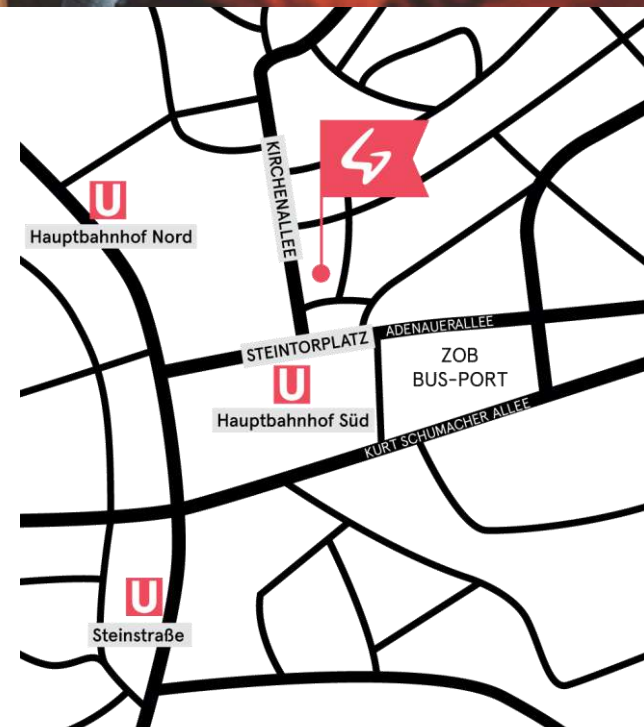 KIRCHENALLEE
U
Hauptbahnhof Nord
STEINTORPLATZ
ADENAUERALLEE
ZOB
BUS-PORT
U
Hauptbahnhof Süd
KURT SCHUMACHER ALLEE
U
Steinstraße